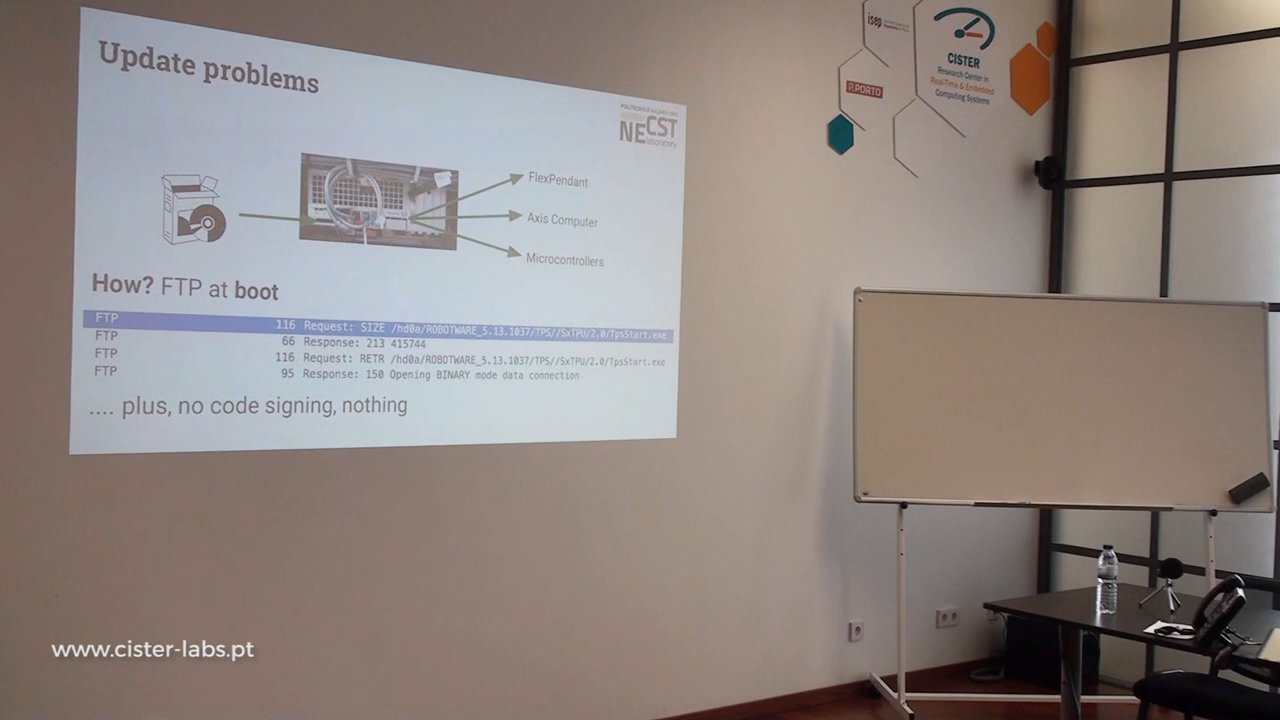 Update problems
NECST
laboratory
FlexPendant
Axis Computer
Microcontrollers
How? FTP at boot
FTP 116 Request: SIZE /hd0a/ROBOTWARE_5.13.1037/TPS//SxTPU/2.0/TpsStart.exe
FTP 66 Response: 213 415744
FTP 116 Request: RETR /hd0a/ROBOTWARE_5.13.1037/TPS//SxTPU/2.0/TpsStart.exe
FTP 95 Response: 150 Opening BINARY mode data connection
.... plus, no code signing, nothing
isep
CISTER
Research Center in
Real-Time & Embedded
Computing Systems
P.PORTO
www.cister-labs.pt